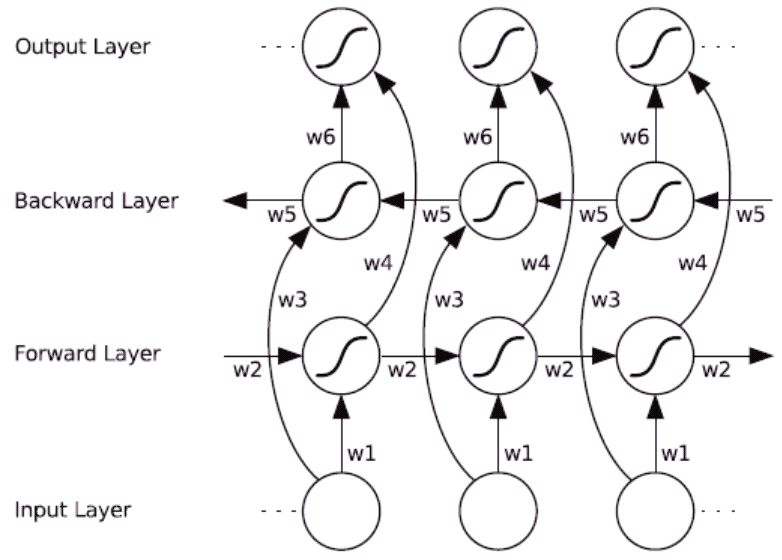 Output Layer
w6 w6 w6
Backward Layer
w5 w5 w5 w5
w4 w4 w4
w3 w3 w3
Forward Layer
w2 w2 w2 w2
w1 w1 w1
Input Layer